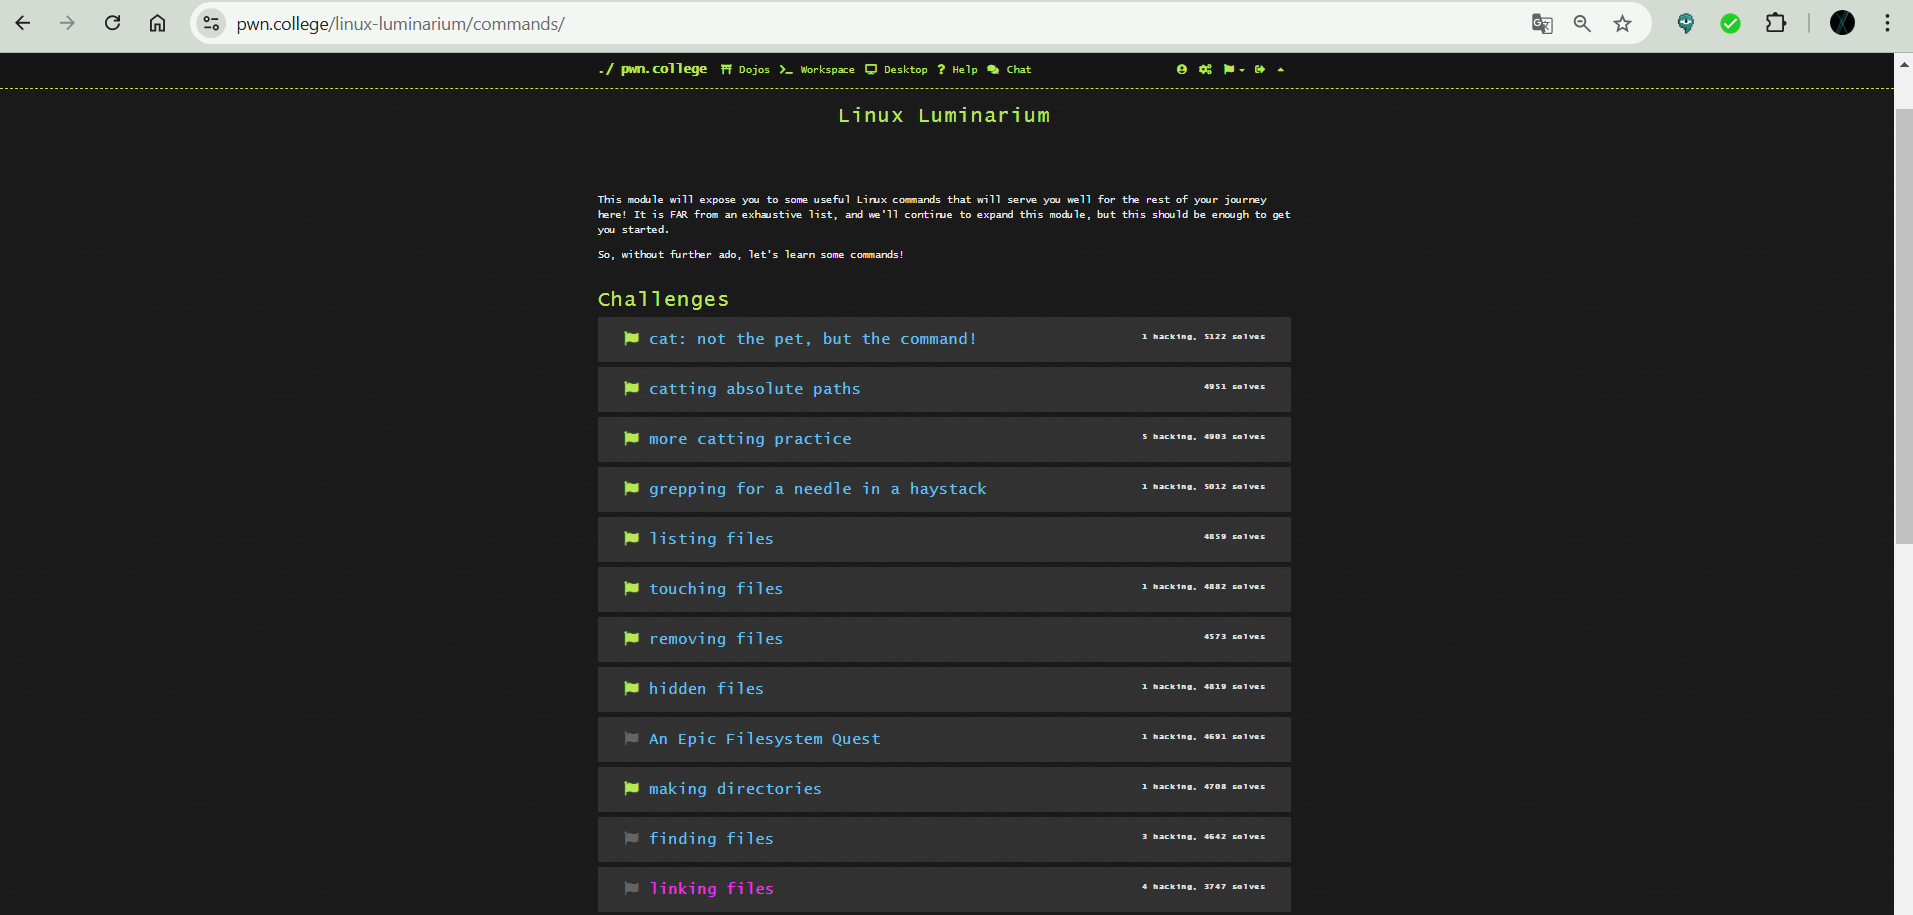 pwn.college/linux-luminarium/commands/
./ pwn.college Dojos Workspace Desktop ? Help Chat
Linux Luminarium
This module will expose you to some useful Linux commands that will serve you well for the rest of your journey
here! It is FAR from an exhaustive list, and we'll continue to expand this module, but this should be enough to get
you started.
So, without further ado, let's learn some commands!
Challenges
cat: not the pet, but the command! 1 hacking, 5122 solves
catting absolute paths 4951 solves
more catting practice 5 hacking, 4903 solves
grepping for a needle in a haystack 1 hacking, 5012 solves
listing files 4859 solves
touching files 1 hacking, 4882 solves
removing files 4573 solves
hidden files 1 hacking, 4819 solves
An Epic Filesystem Quest 1 hacking, 4691 solves
making directories 1 hacking, 4708 solves
finding files 3 hacking, 4642 solves
linking files 4 hacking, 3747 solves